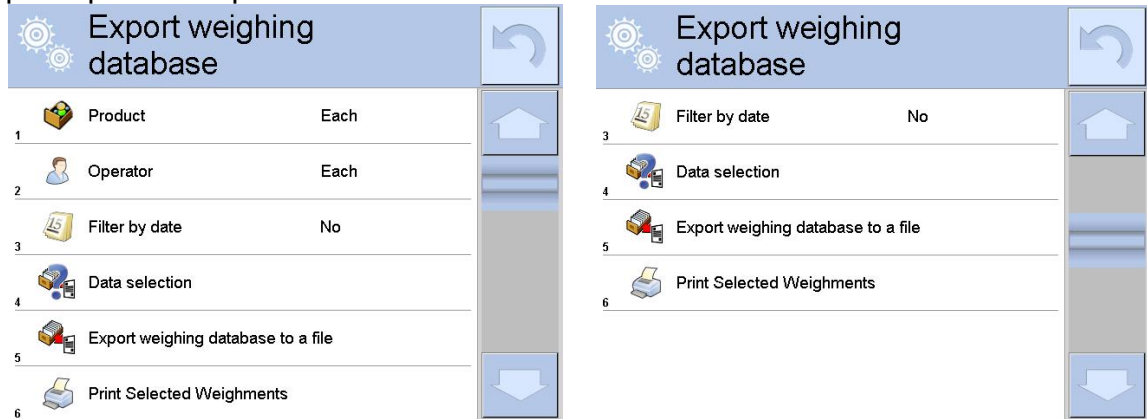 Export weighing
database
1 Product Each
2 Operator Each
3 Filter by date No
4 Data selection
5 Export weighing database to a file
6 Print Selected Weighments
Export weighing
database
3 Filter by date No
4 Data selection
5 Export weighing database to a file
6 Print Selected Weighments